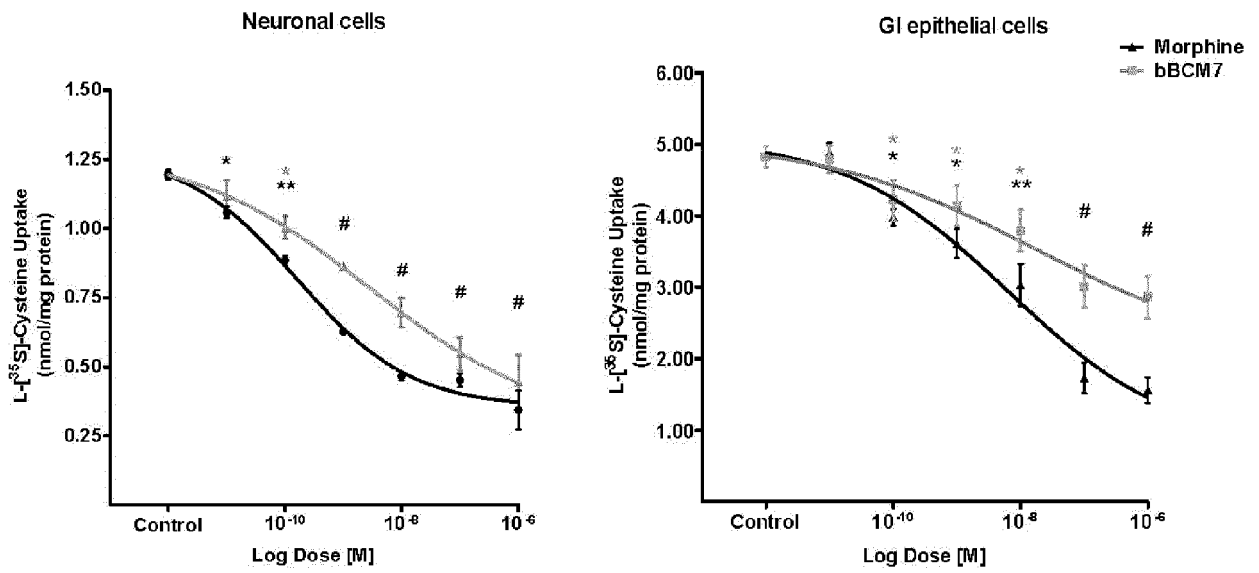 Neuronal cells
L-[³⁵S]-Cysteine Uptake
(nmol/mg protein)
1.50
1.25
1.00
0.75
0.50
0.25
*
*
**
#
#
#
#
Control
10⁻¹⁰
10⁻⁸
10⁻⁶
Log Dose [M]
GI epithelial cells
Morphine
bBCM7
L-[³⁵S]-Cysteine Uptake
(nmol/mg protein)
6.00
5.00
4.00
3.00
2.00
1.00
*
*
*
*
*
**
#
#
Control
10⁻¹⁰
10⁻⁸
10⁻⁶
Log Dose [M]